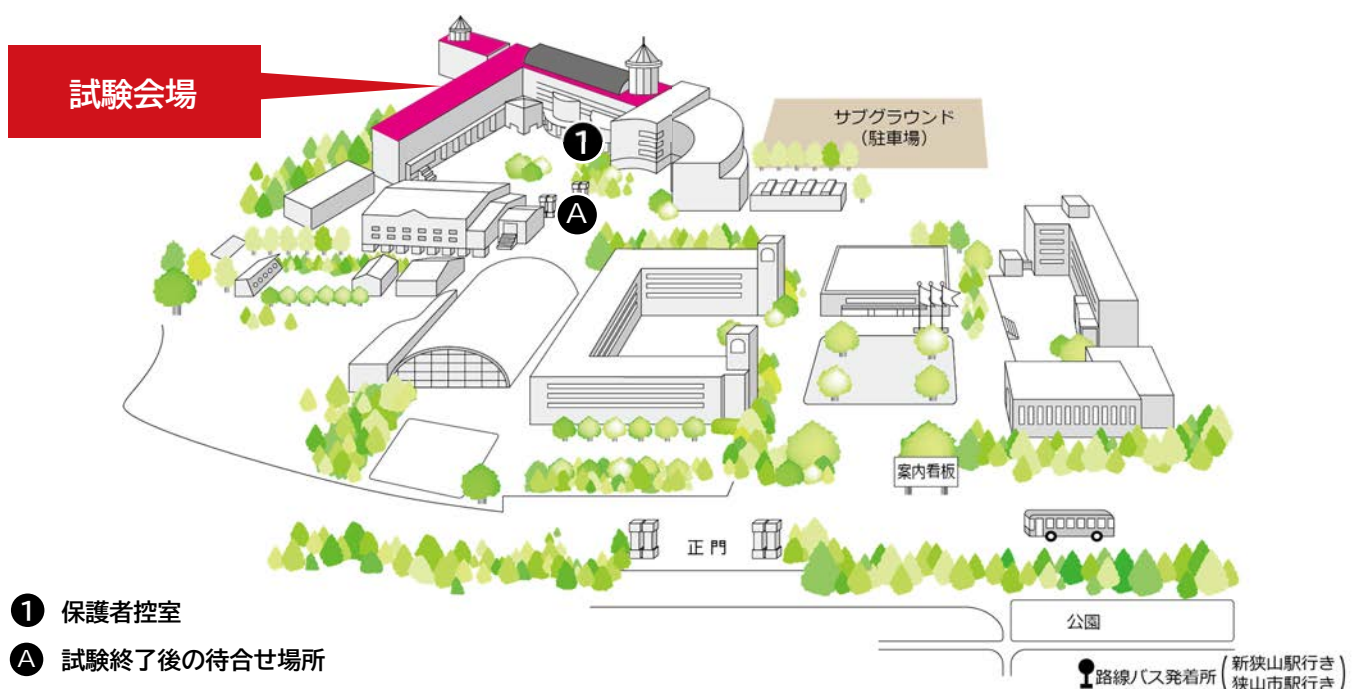 試験会場
サブグラウンド
(駐車場)
1
A
案内看板
正門
1 保護者控室
A 試験終了後の待合せ場所
公園
路線バス発着所(新狭山駅行き
狭山市駅行き)